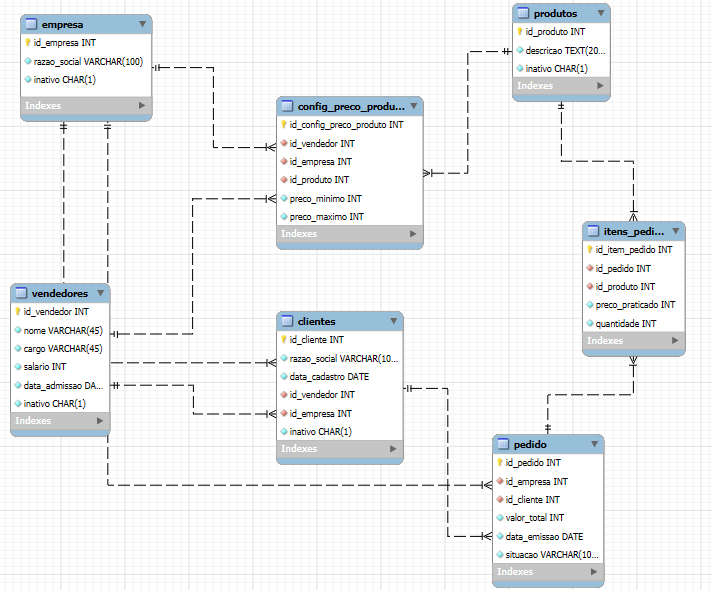 empresa
id_empresa INT
razao_social VARCHAR(100)
inativo CHAR(1)
Indexes
produtos
id_produto INT
descricao TEXT(20...
inativo CHAR(1)
Indexes
config_preco_produ...
id_config_preco_produto INT
id_vendedor INT
id_empresa INT
id_produto INT
preco_minimo INT
preco_maximo INT
Indexes
itens_pedi...
id_item_pedido INT
id_pedido INT
id_produto INT
preco_praticado INT
quantidade INT
Indexes
vendedores
id_vendedor INT
nome VARCHAR(45)
cargo VARCHAR(45)
salario INT
data_admissao DA...
inativo CHAR(1)
Indexes
clientes
id_cliente INT
razao_social VARCHAR(10...
data_cadastro DATE
id_vendedor INT
id_empresa INT
inativo CHAR(1)
Indexes
pedido
id_pedido INT
id_empresa INT
id_cliente INT
valor_total INT
data_emissao DATE
situacao VARCHAR(10...
Indexes